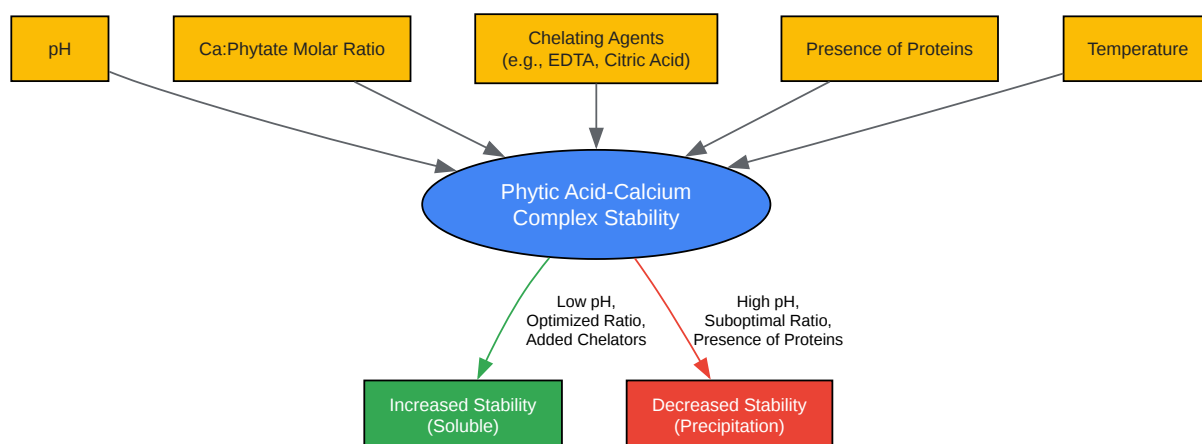 pH
Ca:Phytate Molar Ratio
Chelating Agents
(e.g., EDTA, Citric Acid)
Presence of Proteins
Temperature
Phytic Acid-Calcium
Complex Stability
Low pH,
Optimized Ratio,
Added Chelators
High pH,
Suboptimal Ratio,
Presence of Proteins
Increased Stability
(Soluble)
Decreased Stability
(Precipitation)